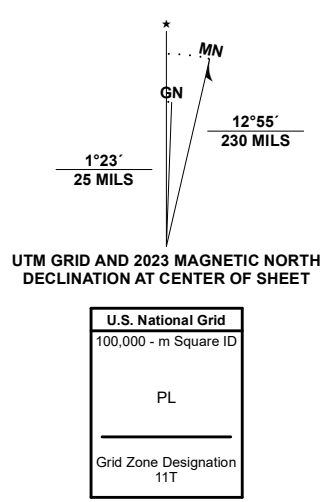 ★
MN
GN
12°55´
230 MILS
1°23´
25 MILS
UTM GRID AND 2023 MAGNETIC NORTH
DECLINATION AT CENTER OF SHEET
U.S. National Grid
100,000 - m Square ID
PL
Grid Zone Designation
11T